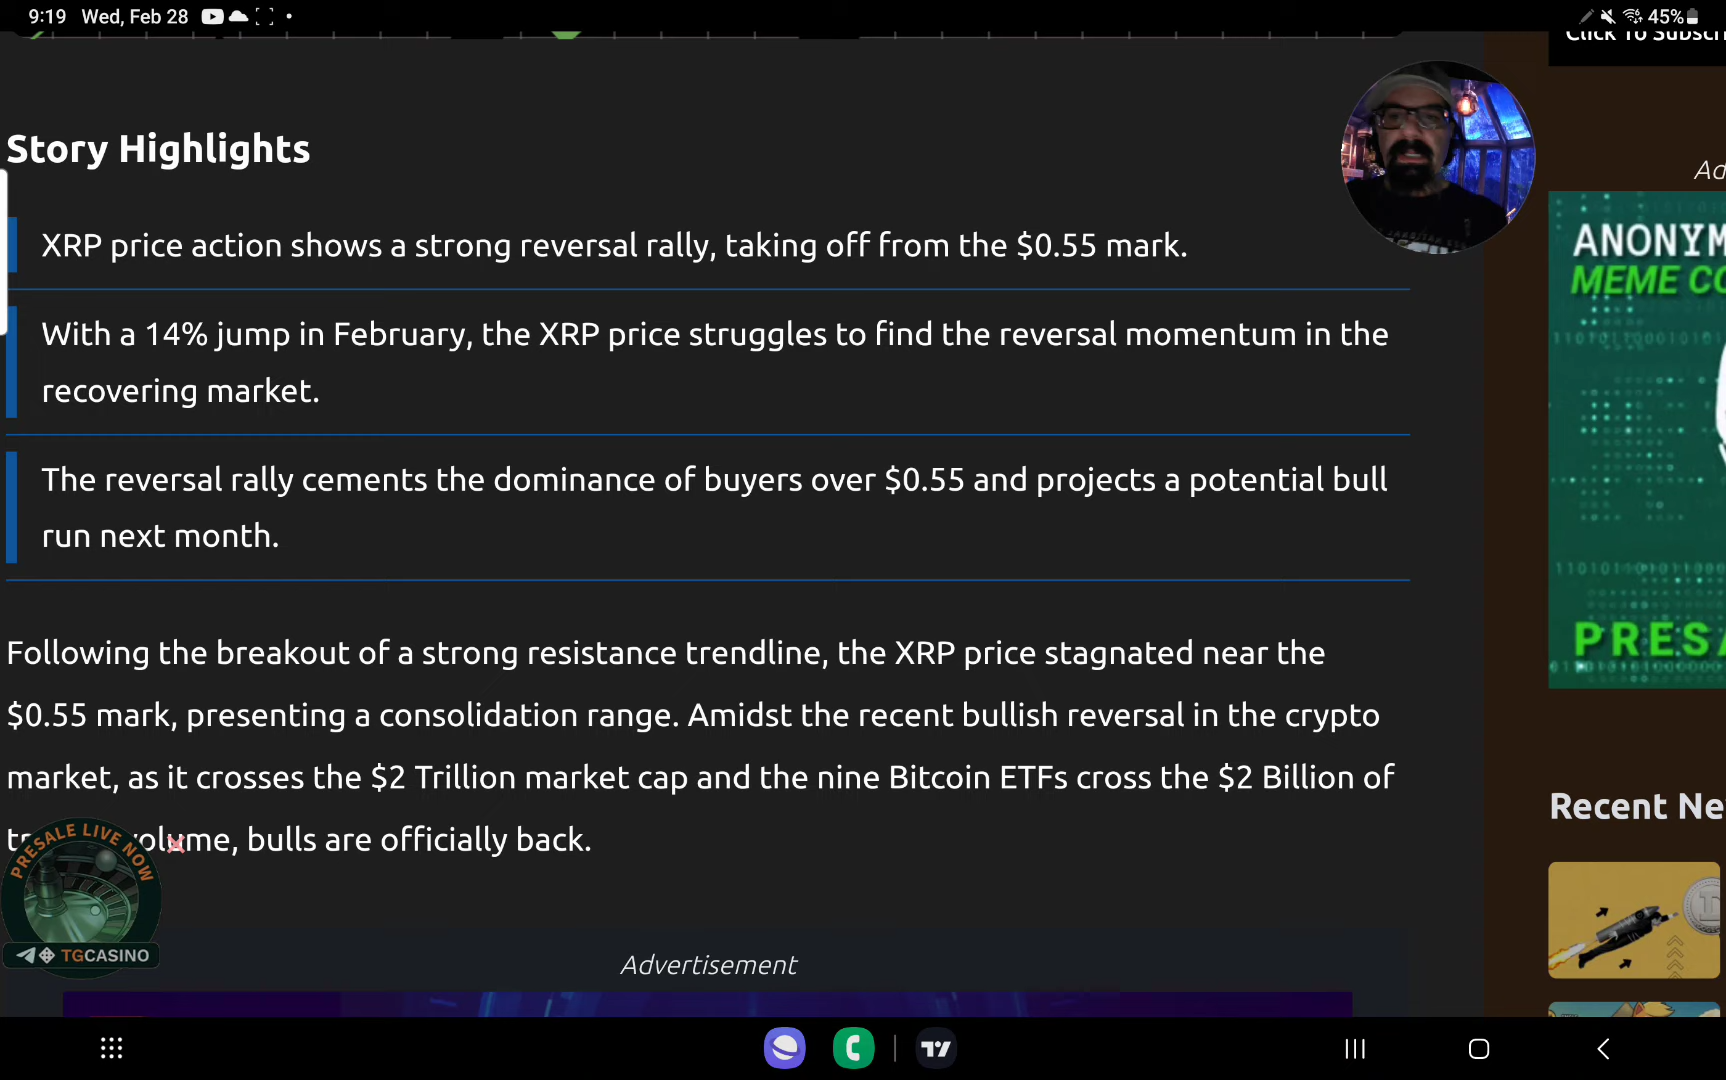 9:19 Wed, Feb 28
45%
Click To Subscri
Story Highlights
Ad
XRP price action shows a strong reversal rally, taking off from the $0.55 mark.
ANONYM
MEME CO
With a 14% jump in February, the XRP price struggles to find the reversal momentum in the
recovering market.
The reversal rally cements the dominance of buyers over $0.55 and projects a potential bull
run next month.
PRESA
Following the breakout of a strong resistance trendline, the XRP price stagnated near the
$0.55 mark, presenting a consolidation range. Amidst the recent bullish reversal in the crypto
market, as it crosses the $2 Trillion market cap and the nine Bitcoin ETFs cross the $2 Billion of
volume, bulls are officially back.
Recent Ne
PRESALE LIVE NOW
TGCASINO
Advertisement